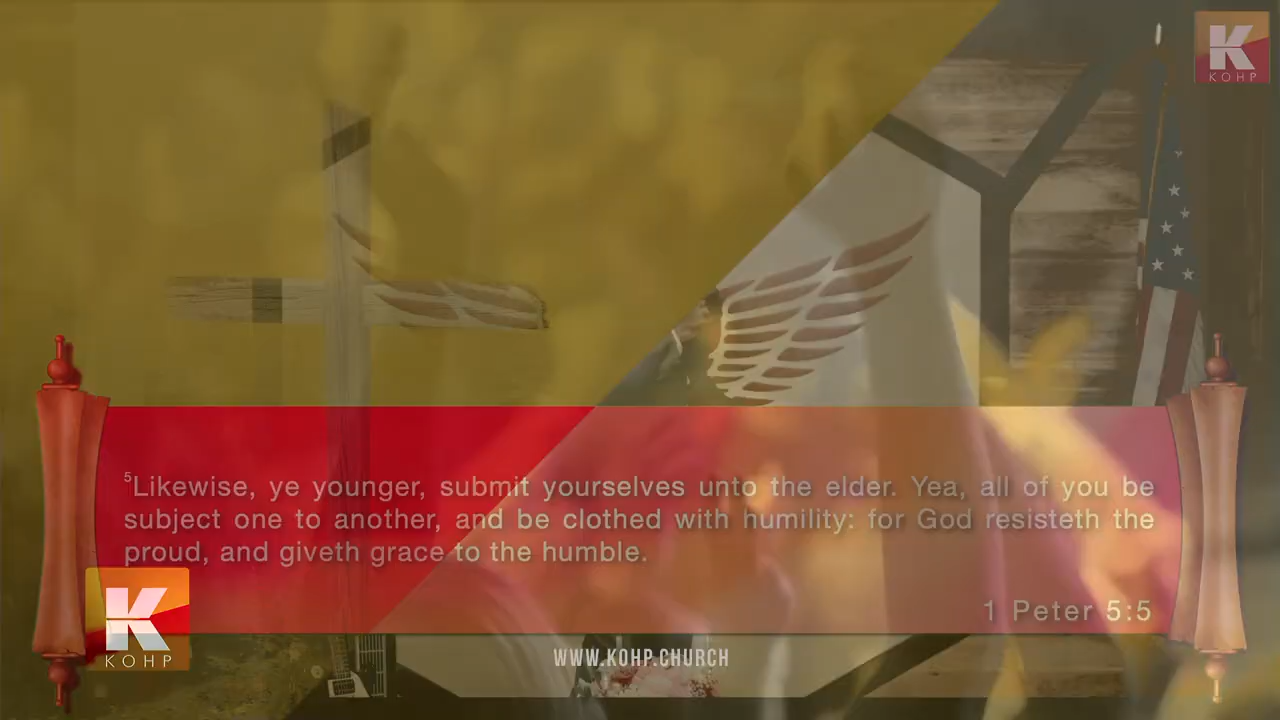 K
KOHP
⁵Likewise, ye younger, submit yourselves unto the elder. Yea, all of you be
subject one to another, and be clothed with humility: for God resisteth the
proud, and giveth grace to the humble.
1 Peter 5:5
K
KOHP
WWW.KOHP.CHURCH